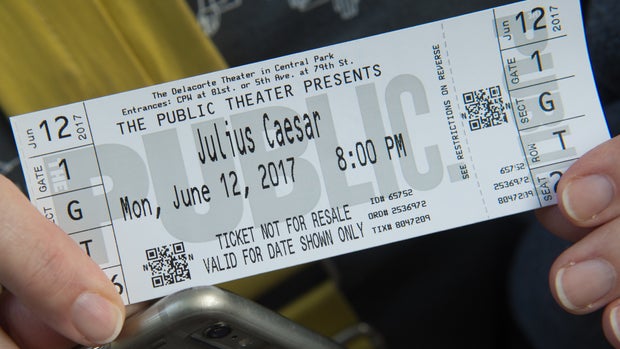 Jun 12 2017
GATE 1
SECT G
ROW T
SEAT
The Delacorte Theater in Central Park
Entrances: CPW at 81st. or 5th Ave. at 79th St.
THE PUBLIC THEATER PRESENTS
Julius Caesar
Mon, June 12, 2017 8:00 PM
TICKET NOT FOR RESALE
VALID FOR DATE SHOWN ONLY
ID# 65752
ORD# 2536972
TIX# 8047209
PUBLIC.
SEE RESTRICTIONS ON REVERSE
N N
65752
2536972
8047209
Jun 12 2017
GATE 1
SECT G
ROW T
SEAT 2